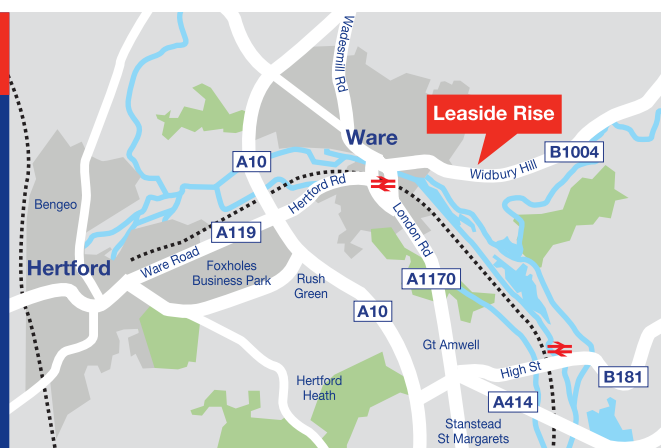 Wadesmill Rd
Leaside Rise
Ware
B1004
A10
Widbury Hill
Hertford Rd
Bengeo
London Rd
A119
Ware Road
Hertford
Foxholes
Business Park
Rush
Green
A1170
A10
Gt Amwell
High St
B181
Hertford
Heath
A414
Stanstead
St Margarets